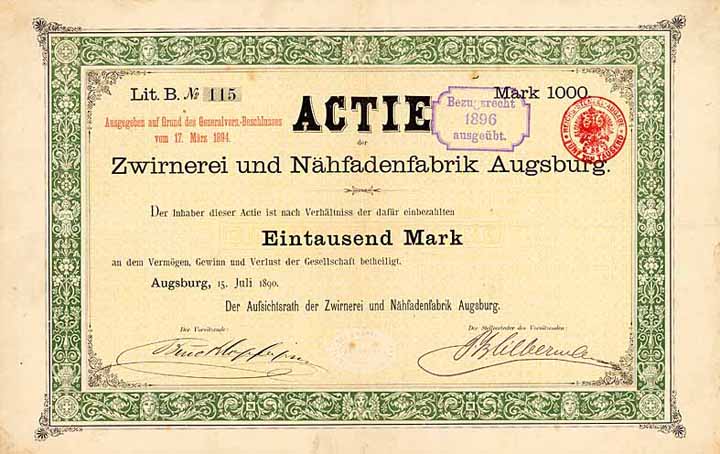 Lit. B. № 115
Mark 1000.
Ausgegeben auf Grund des Generalvers.-Beschlusses
vom 17. März 1894.
ACTIE
Bezugsrecht
1896
ausgeübt.
der
Zwirnerei und Nähfadenfabrik Augsburg.
Der Inhaber dieser Actie ist nach Verhältniss der dafür einbezahlten
Eintausend Mark
an dem Vermögen, Gewinn und Verlust der Gesellschaft betheiligt.
Augsburg, 15. Juli 1890.
Der Aufsichtsrath der Zwirnerei und Nähfadenfabrik Augsburg.
Der Vorsitzende:
Der Stellvertreter des Vorsitzenden: